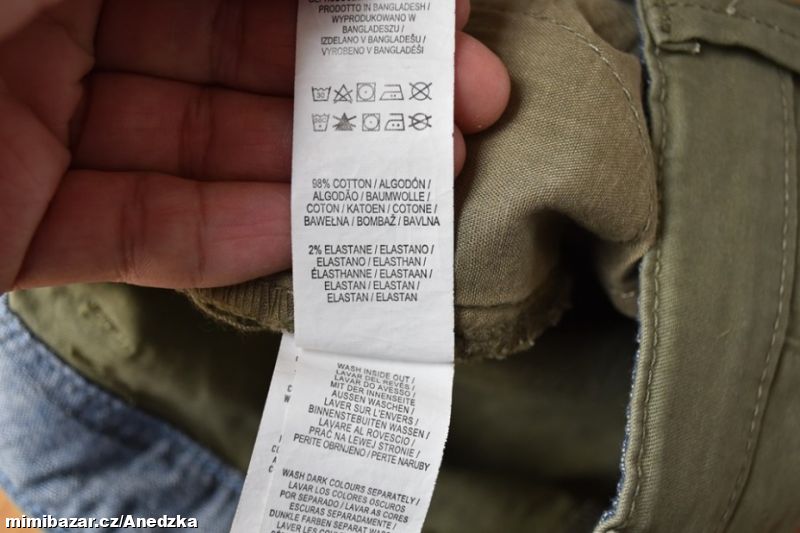 PRODOTTO IN BANGLADESH /
WYPRODUKOWANO W
BANGLADESZU /
IZDELANO V BANGLADEŠU /
VYROBENO V BANGLADÉŠI
98% COTTON / ALGODÓN /
ALGODÃO / BAUMWOLLE /
COTON / KATOEN / COTONE /
BAWEŁNA / BOMBAŽ / BAVLNA
2% ELASTANE / ELASTANO /
ELASTANO / ELASTHAN /
ÉLASTHANNE / ELASTAAN /
ELASTAN / ELASTAN /
ELASTAN / ELASTAN
WASH INSIDE OUT /
LAVAR DEL REVÉS /
LAVAR DO AVESSO /
MIT DER INNENSEITE
AUSSEN WASCHEN /
LAVER SUR L'ENVERS /
BINNENSTEBUITEN WASSEN /
LAVARE AL ROVESCIO /
PRAĆ NA LEWEJ STRONIE /
PERITE OBRNJENO / PERTE NARUBY
WASH DARK COLOURS SEPARATELY /
LAVAR LOS COLORES OSCUROS
POR SEPARADO / LAVAR AS CORES
ESCURAS SEPARADAMENTE /
DUNKLE FARBEN SEPARAT
LAVER LES COULEURS
mimibazar.cz/Anedzka